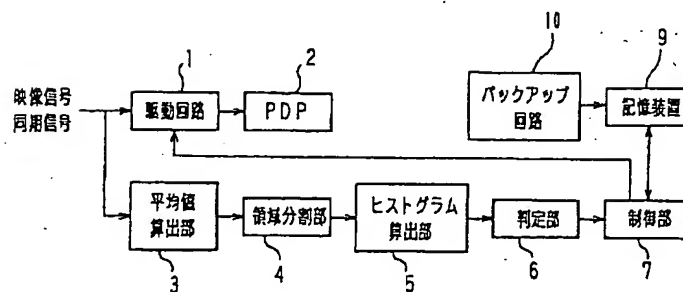 10
9
1
2
映像信号
同期信号
駆動回路
PDP
バックアップ
回路
記憶装置
平均値
算出部
領域分割部
ヒストグラム
算出部
判定部
制御部
3
4
5
6
7